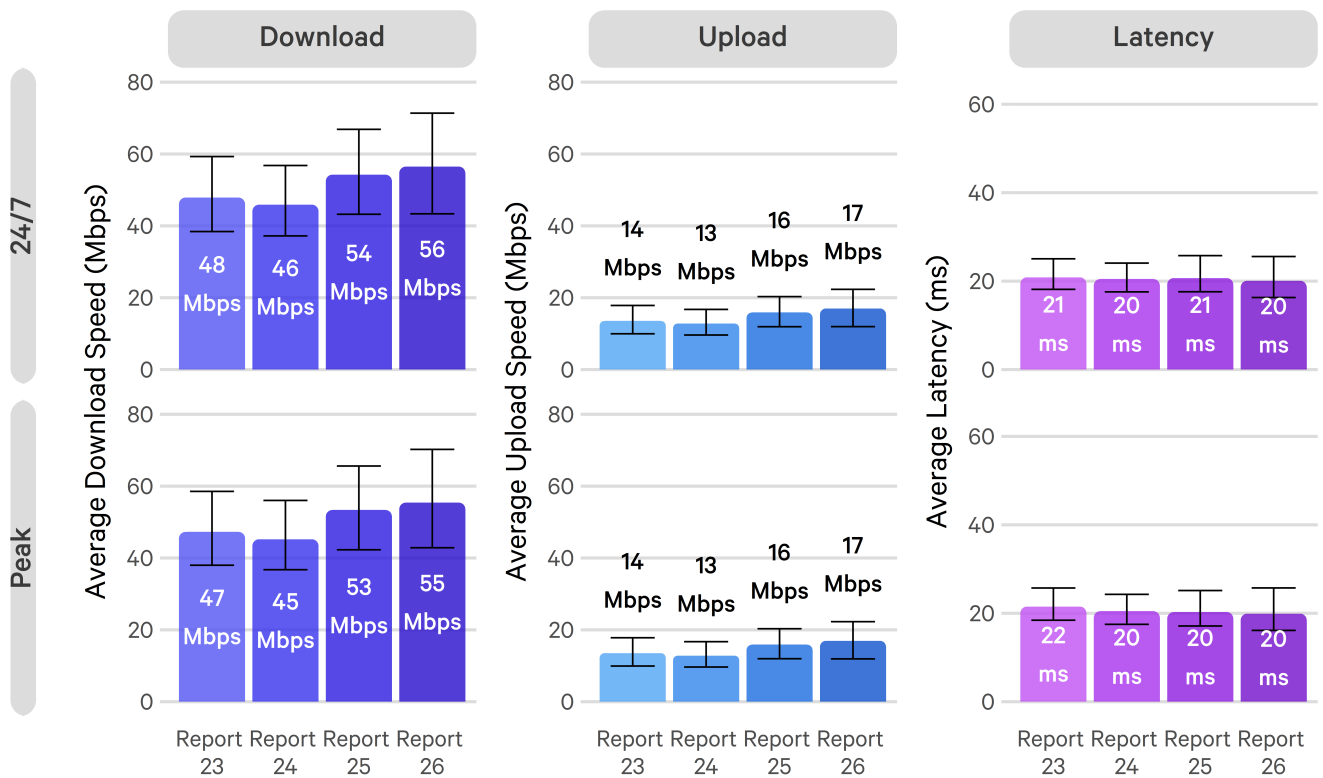 Download
Upload
Latency
24/7
Average Download Speed (Mbps)
80
60
40
20
0
48
Mbps
46
Mbps
54
Mbps
56
Mbps
Average Upload Speed (Mbps)
80
60
40
20
0
14
Mbps
13
Mbps
16
Mbps
17
Mbps
Average Latency (ms)
60
40
20
0
21
ms
20
ms
21
ms
20
ms
Peak
80
60
40
20
0
47
Mbps
45
Mbps
53
Mbps
55
Mbps
80
60
40
20
0
14
Mbps
13
Mbps
16
Mbps
17
Mbps
60
40
20
0
22
ms
20
ms
20
ms
20
ms
Report
23
Report
24
Report
25
Report
26
Report
23
Report
24
Report
25
Report
26
Report
23
Report
24
Report
25
Report
26